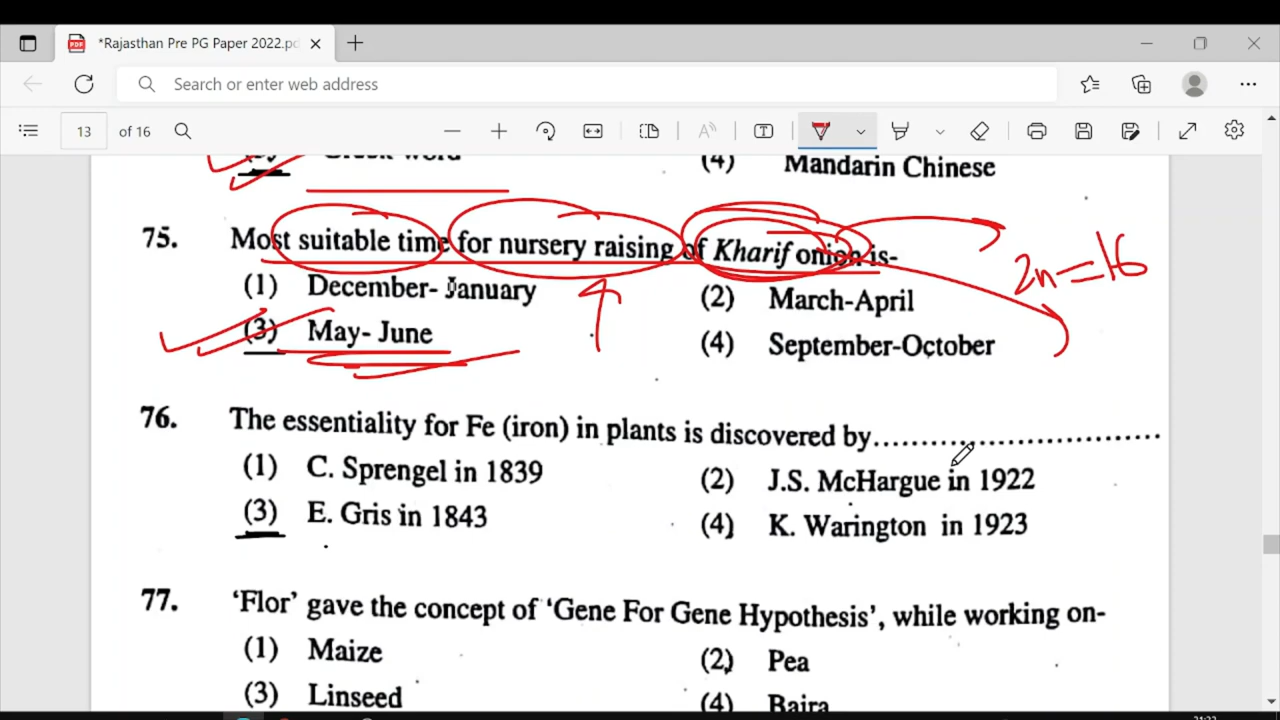 *Rajasthan Pre PG Paper 2022.pd
Search or enter web address
13 of 16
Greek word
(4) Mandarin Chinese
75. Most suitable time for nursery raising of Kharif onion is-
2n=16
(1) December- January (2) March-April
(3) May- June (4) September-October
76. The essentiality for Fe (iron) in plants is discovered by................................
(1) C. Sprengel in 1839 (2) J.S. McHargue in 1922
(3) E. Gris in 1843 (4) K. Warington in 1923
77. ‘Flor’ gave the concept of ‘Gene For Gene Hypothesis’, while working on-
(1) Maize (2) Pea
(3) Linseed (4) Bajra